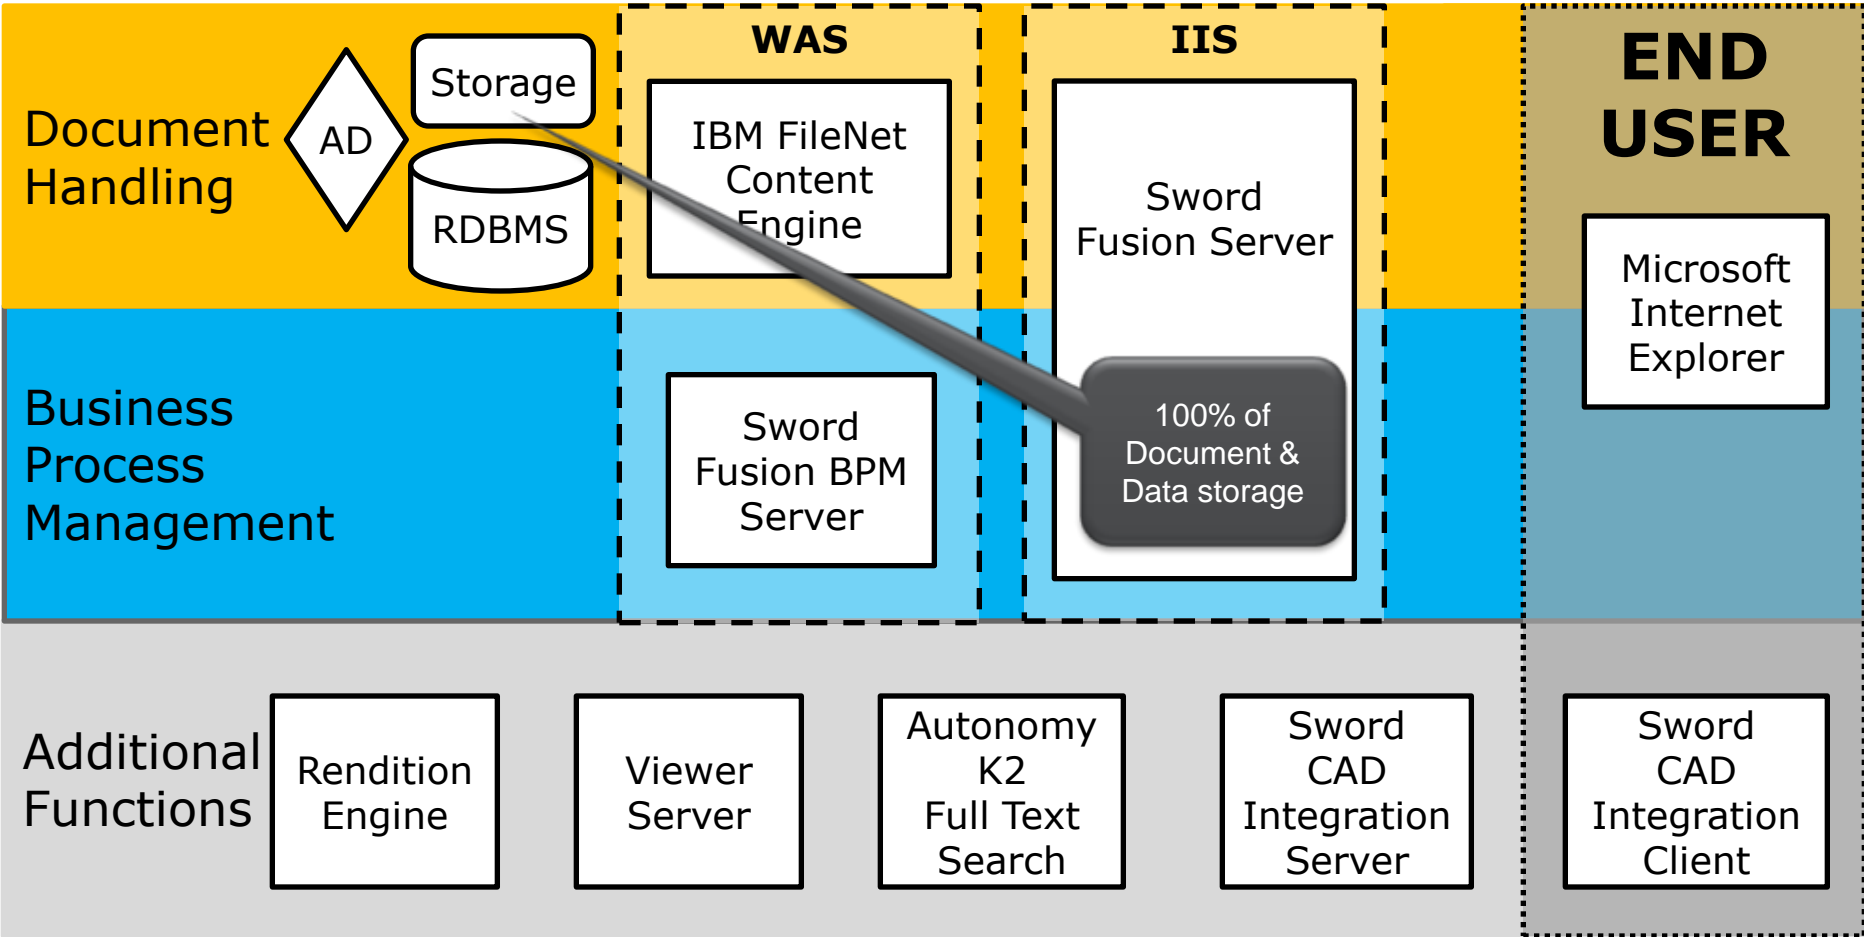 WAS
IIS
END
USER
Document
Handling
AD
Storage
RDBMS
IBM FileNet
Content
Engine
Sword
Fusion Server
Microsoft
Internet
Explorer
Business
Process
Management
Sword
Fusion BPM
Server
100% of
Document &
Data storage
Additional
Functions
Rendition
Engine
Viewer
Server
Autonomy
K2
Full Text
Search
Sword
CAD
Integration
Server
Sword
CAD
Integration
Client